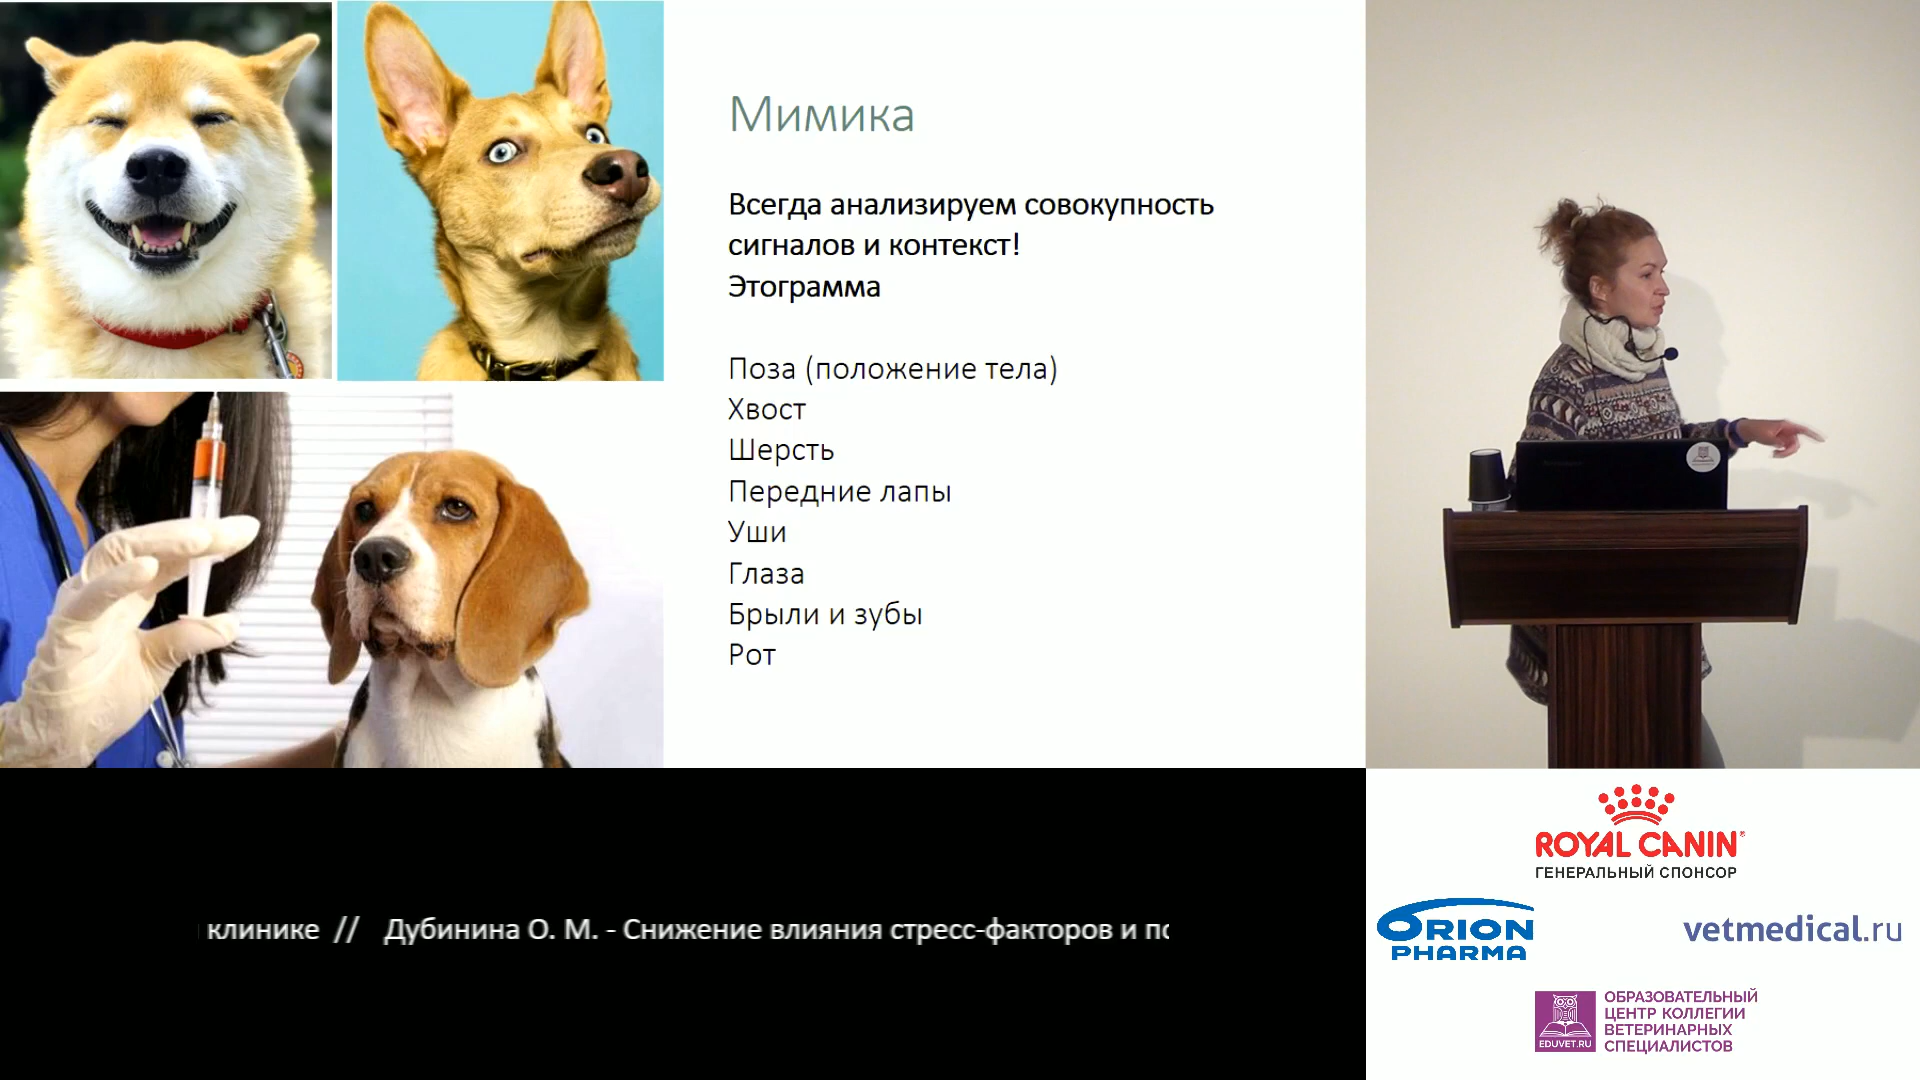 Мимика
Всегда анализируем совокупность
сигналов и контекст!
Этограмма
Поза (положение тела)
Хвост
Шерсть
Передние лапы
Уши
Глаза
Брыли и зубы
Рот
клинике // Дубинина О. М. - Снижение влияния стресс-факторов и
ROYAL CANIN
ГЕНЕРАЛЬНЫЙ СПОНСОР
ORION
PHARMA
vetmedical.ru
ОБРАЗОВАТЕЛЬНЫЙ
ЦЕНТР КОЛЛЕГИИ
ВЕТЕРИНАРНЫХ
СПЕЦИАЛИСТОВ
EDUVET.RU